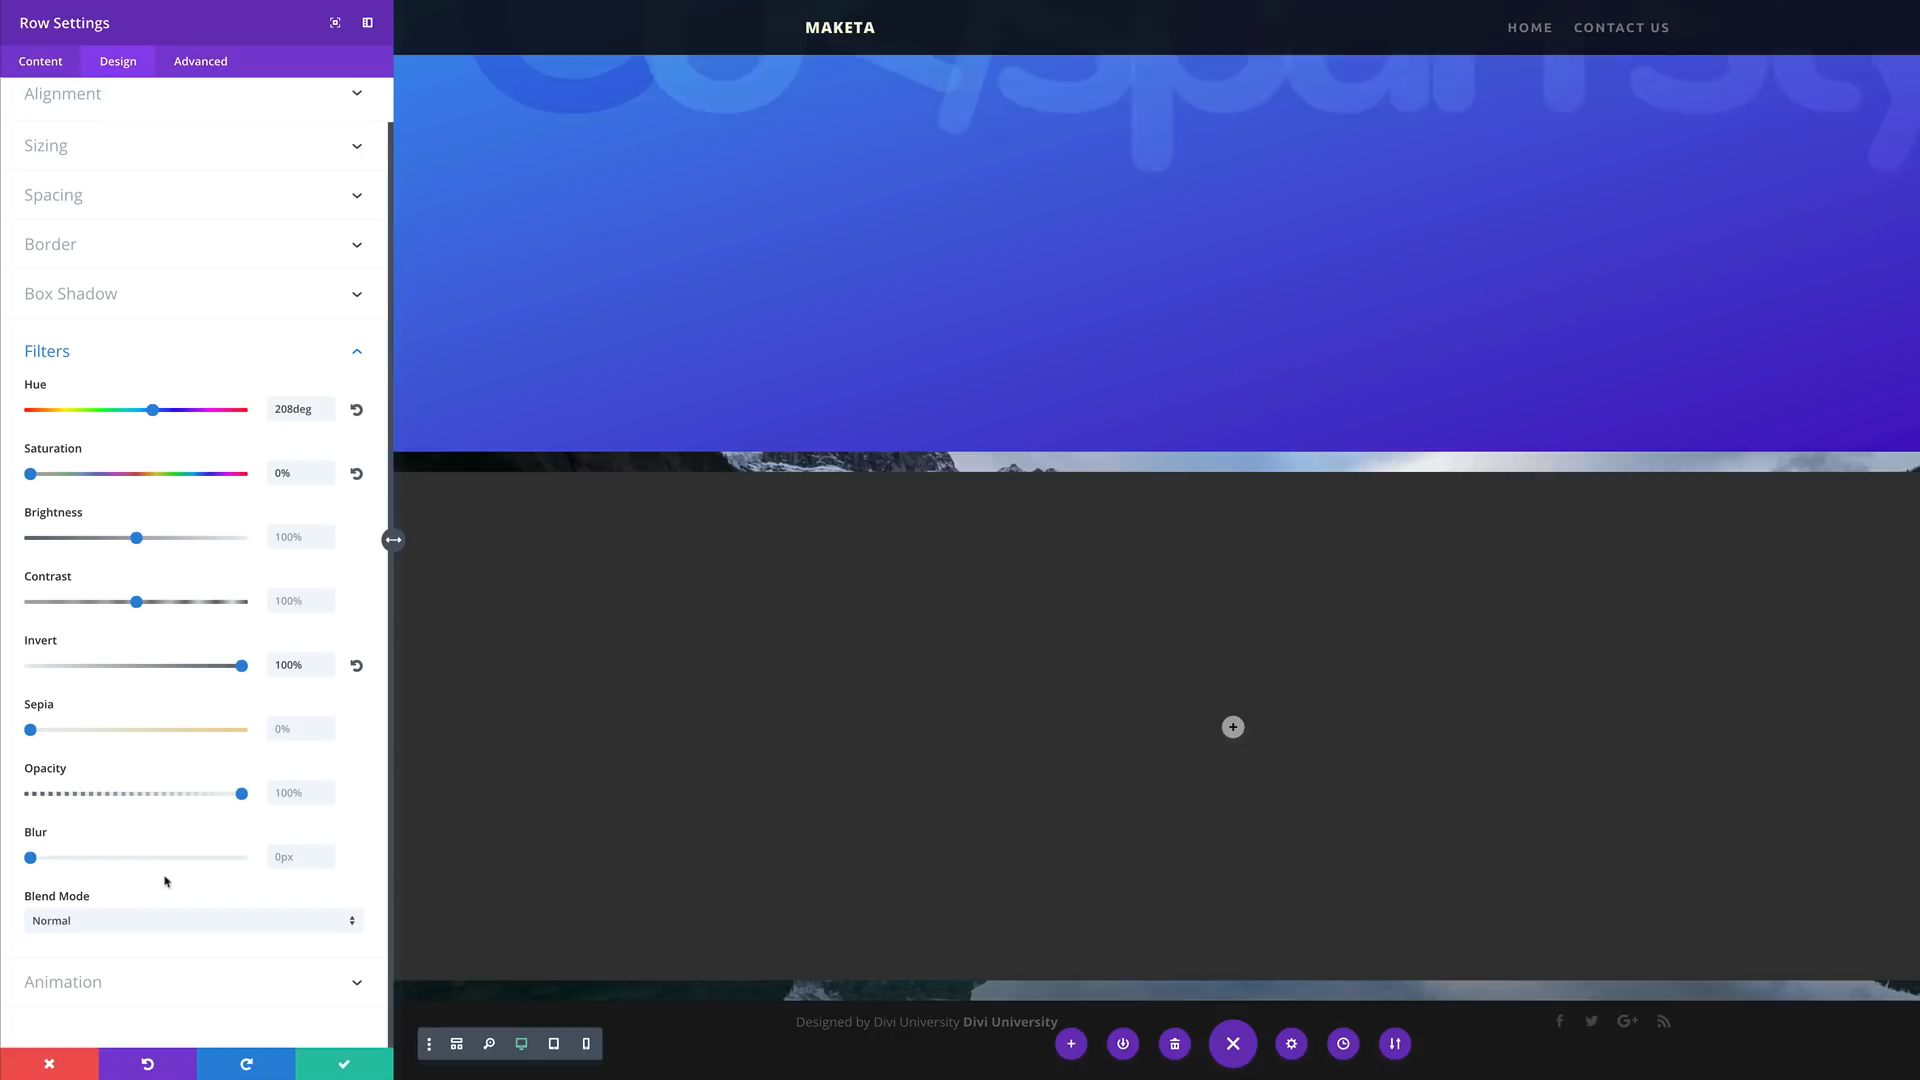 Row Settings
Content
Design
Advanced
Alignment
Sizing
Spacing
Border
Box Shadow
Filters
Hue
208deg
Saturation
0%
Brightness
100%
Contrast
100%
Invert
100%
Sepia
0%
Opacity
100%
Blur
0px
Blend Mode
Normal
Animation
MAKETA
HOME
CONTACT US
Designed by Divi University Divi University